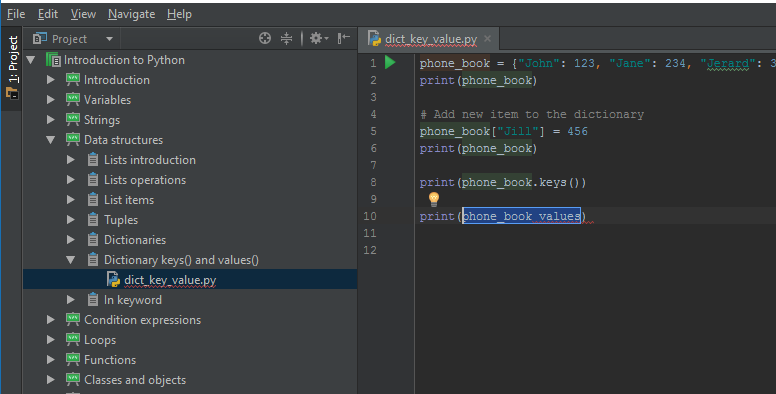 File Edit View Navigate Help
1: Project
Project
Introduction to Python
Introduction
Variables
Strings
Data structures
Lists introduction
Lists operations
List items
Tuples
Dictionaries
Dictionary keys() and values()
dict_key_value.py
In keyword
Condition expressions
Loops
Functions
Classes and objects
dict_key_value.py
1 phone_book = {"John": 123, "Jane": 234, "Jerard": 3
2 print(phone_book)
3
4 # Add new item to the dictionary
5 phone_book["Jill"] = 456
6 print(phone_book)
7
8 print(phone_book.keys())
9
10 print(phone_book values)
11
12